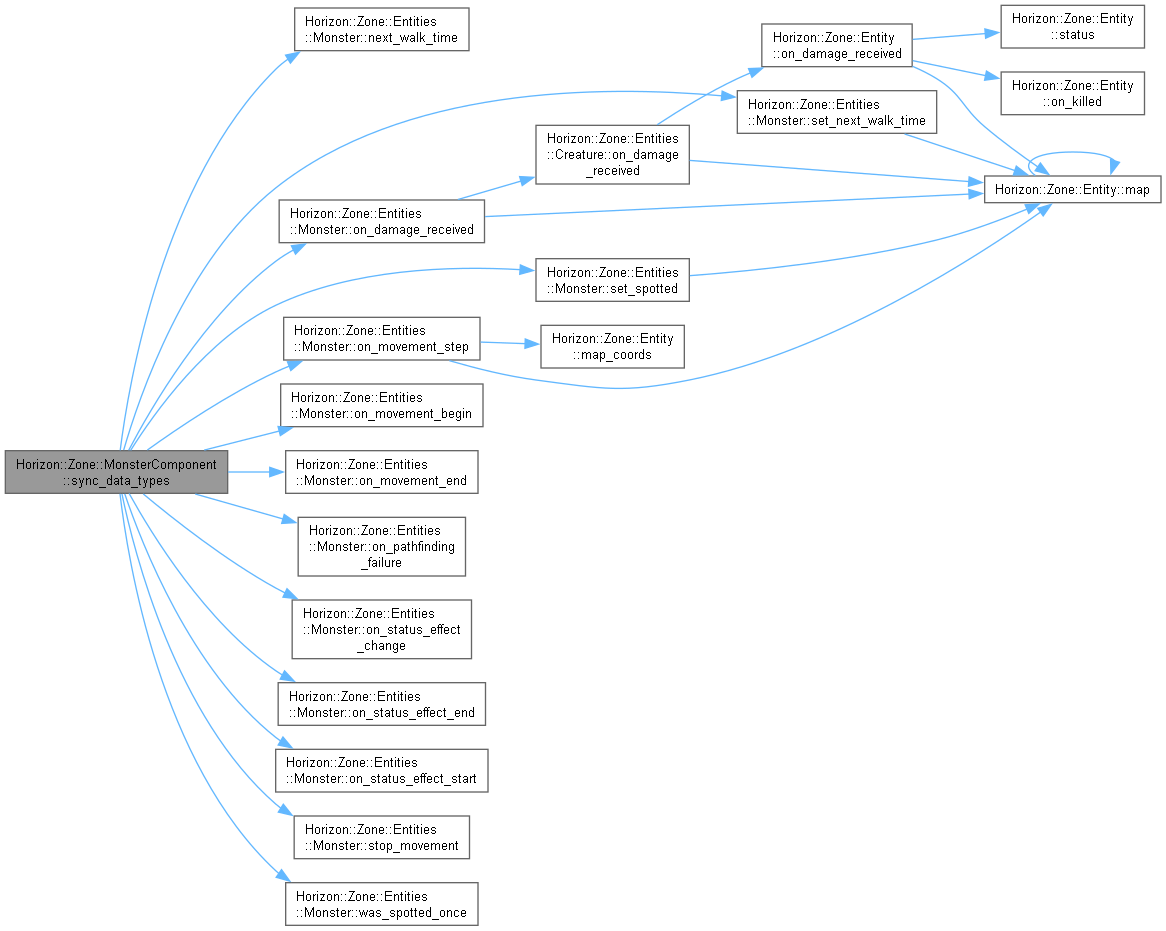 Horizon::Zone::Entities
::Monster::next_walk_time
Horizon::Zone::Entity
::status
Horizon::Zone::Entity
::on_damage_received
Horizon::Zone::Entity
::on_killed
Horizon::Zone::Entities
::Monster::set_next_walk_time
Horizon::Zone::Entities
::Creature::on_damage
_received
Horizon::Zone::Entity::map
Horizon::Zone::Entities
::Monster::on_damage_received
Horizon::Zone::Entities
::Monster::set_spotted
Horizon::Zone::Entities
::Monster::on_movement_step
Horizon::Zone::Entity
::map_coords
Horizon::Zone::Entities
::Monster::on_movement_begin
Horizon::Zone::MonsterComponent
::sync_data_types
Horizon::Zone::Entities
::Monster::on_movement_end
Horizon::Zone::Entities
::Monster::on_pathfinding
_failure
Horizon::Zone::Entities
::Monster::on_status_effect
_change
Horizon::Zone::Entities
::Monster::on_status_effect_end
Horizon::Zone::Entities
::Monster::on_status_effect_start
Horizon::Zone::Entities
::Monster::stop_movement
Horizon::Zone::Entities
::Monster::was_spotted_once